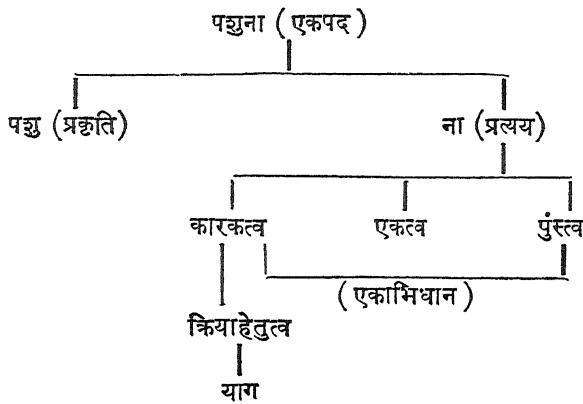 पशुना (एकपद)
पशु (प्रकृति) ना (प्रत्यय)
कारकत्व एकत्व पुंस्त्व
(एकाभिधान)
क्रियाहेतुत्व
याग